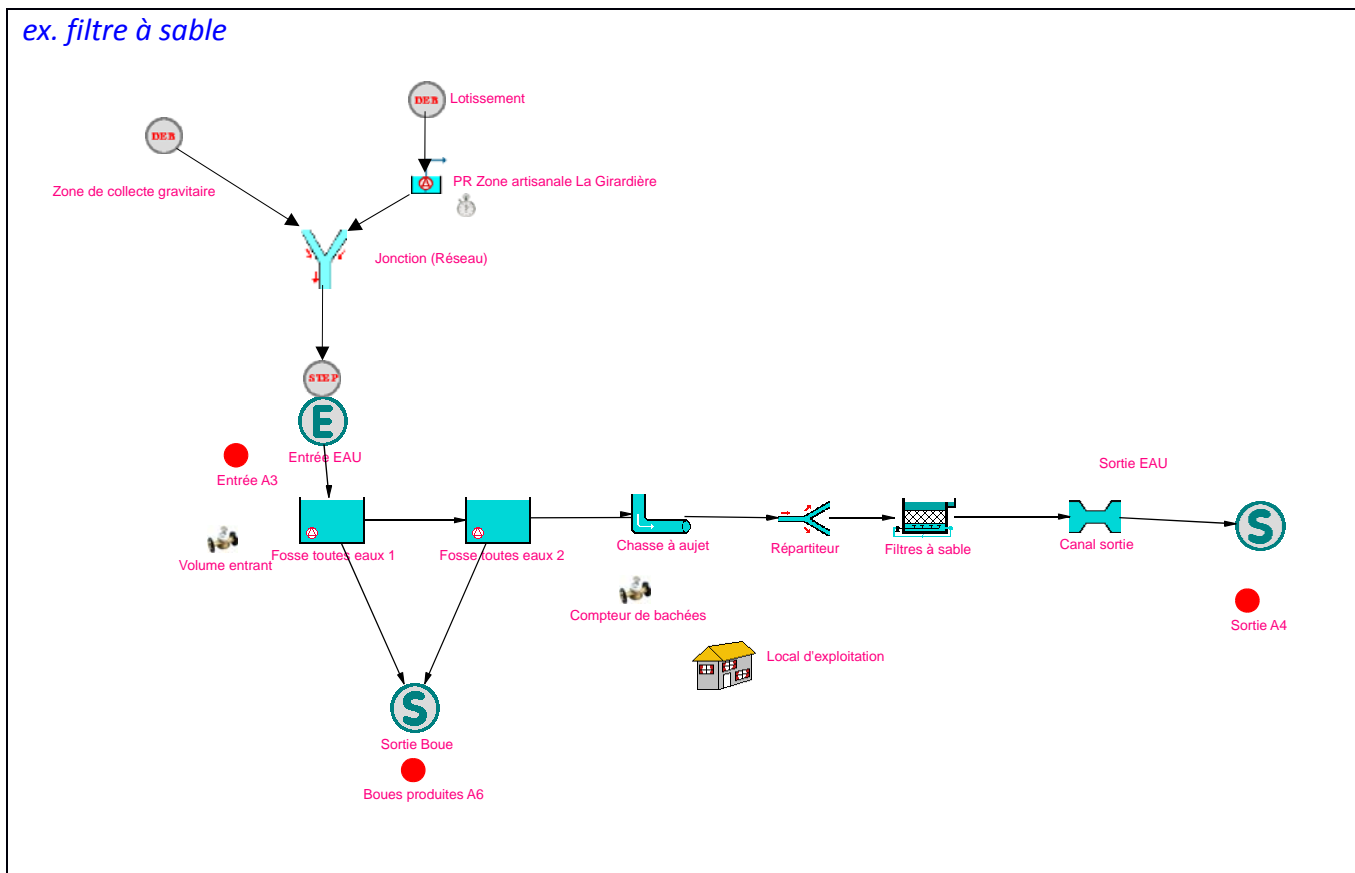 ex. filtre à sable
DEB
Lotissement
DEB
Zone de collecte gravitaire
PR Zone artisanale La Girardière
Jonction (Réseau)
STEP
E
Entrée EAU
Entrée A3
Sortie EAU
S
Fosse toutes eaux 1
Fosse toutes eaux 2
Chasse à aujet
Répartiteur
Filtres à sable
Canal sortie
Volume entrant
Compteur de bachées
Sortie A4
Local d'exploitation
S
Sortie Boue
Boues produites A6